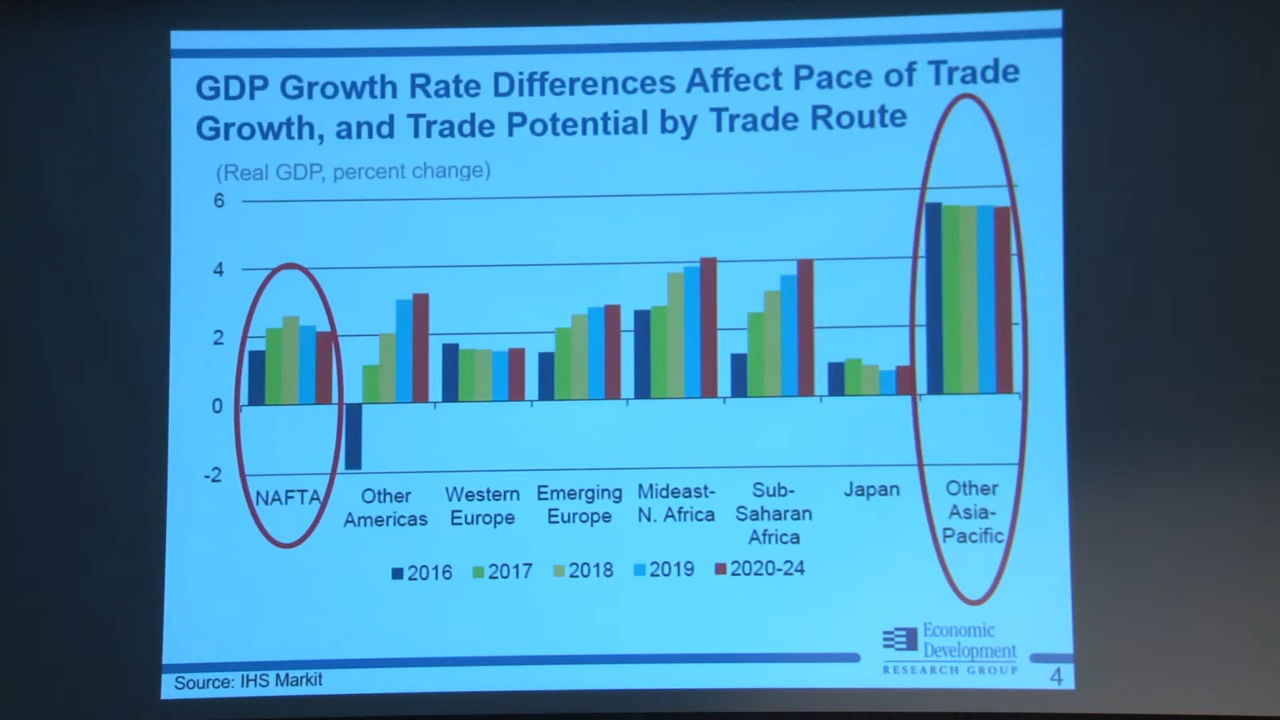 GDP Growth Rate Differences Affect Pace of Trade
Growth, and Trade Potential by Trade Route
(Real GDP, percent change)
6
4
2
0
-2
NAFTA
Other
Americas
Western
Europe
Emerging
Europe
Mideast-
N. Africa
Sub-
Saharan
Africa
Japan
Other
Asia-
Pacific
2016 2017 2018 2019 2020-24
Economic
Development
RESEARCH GROUP
Source: IHS Markit
4